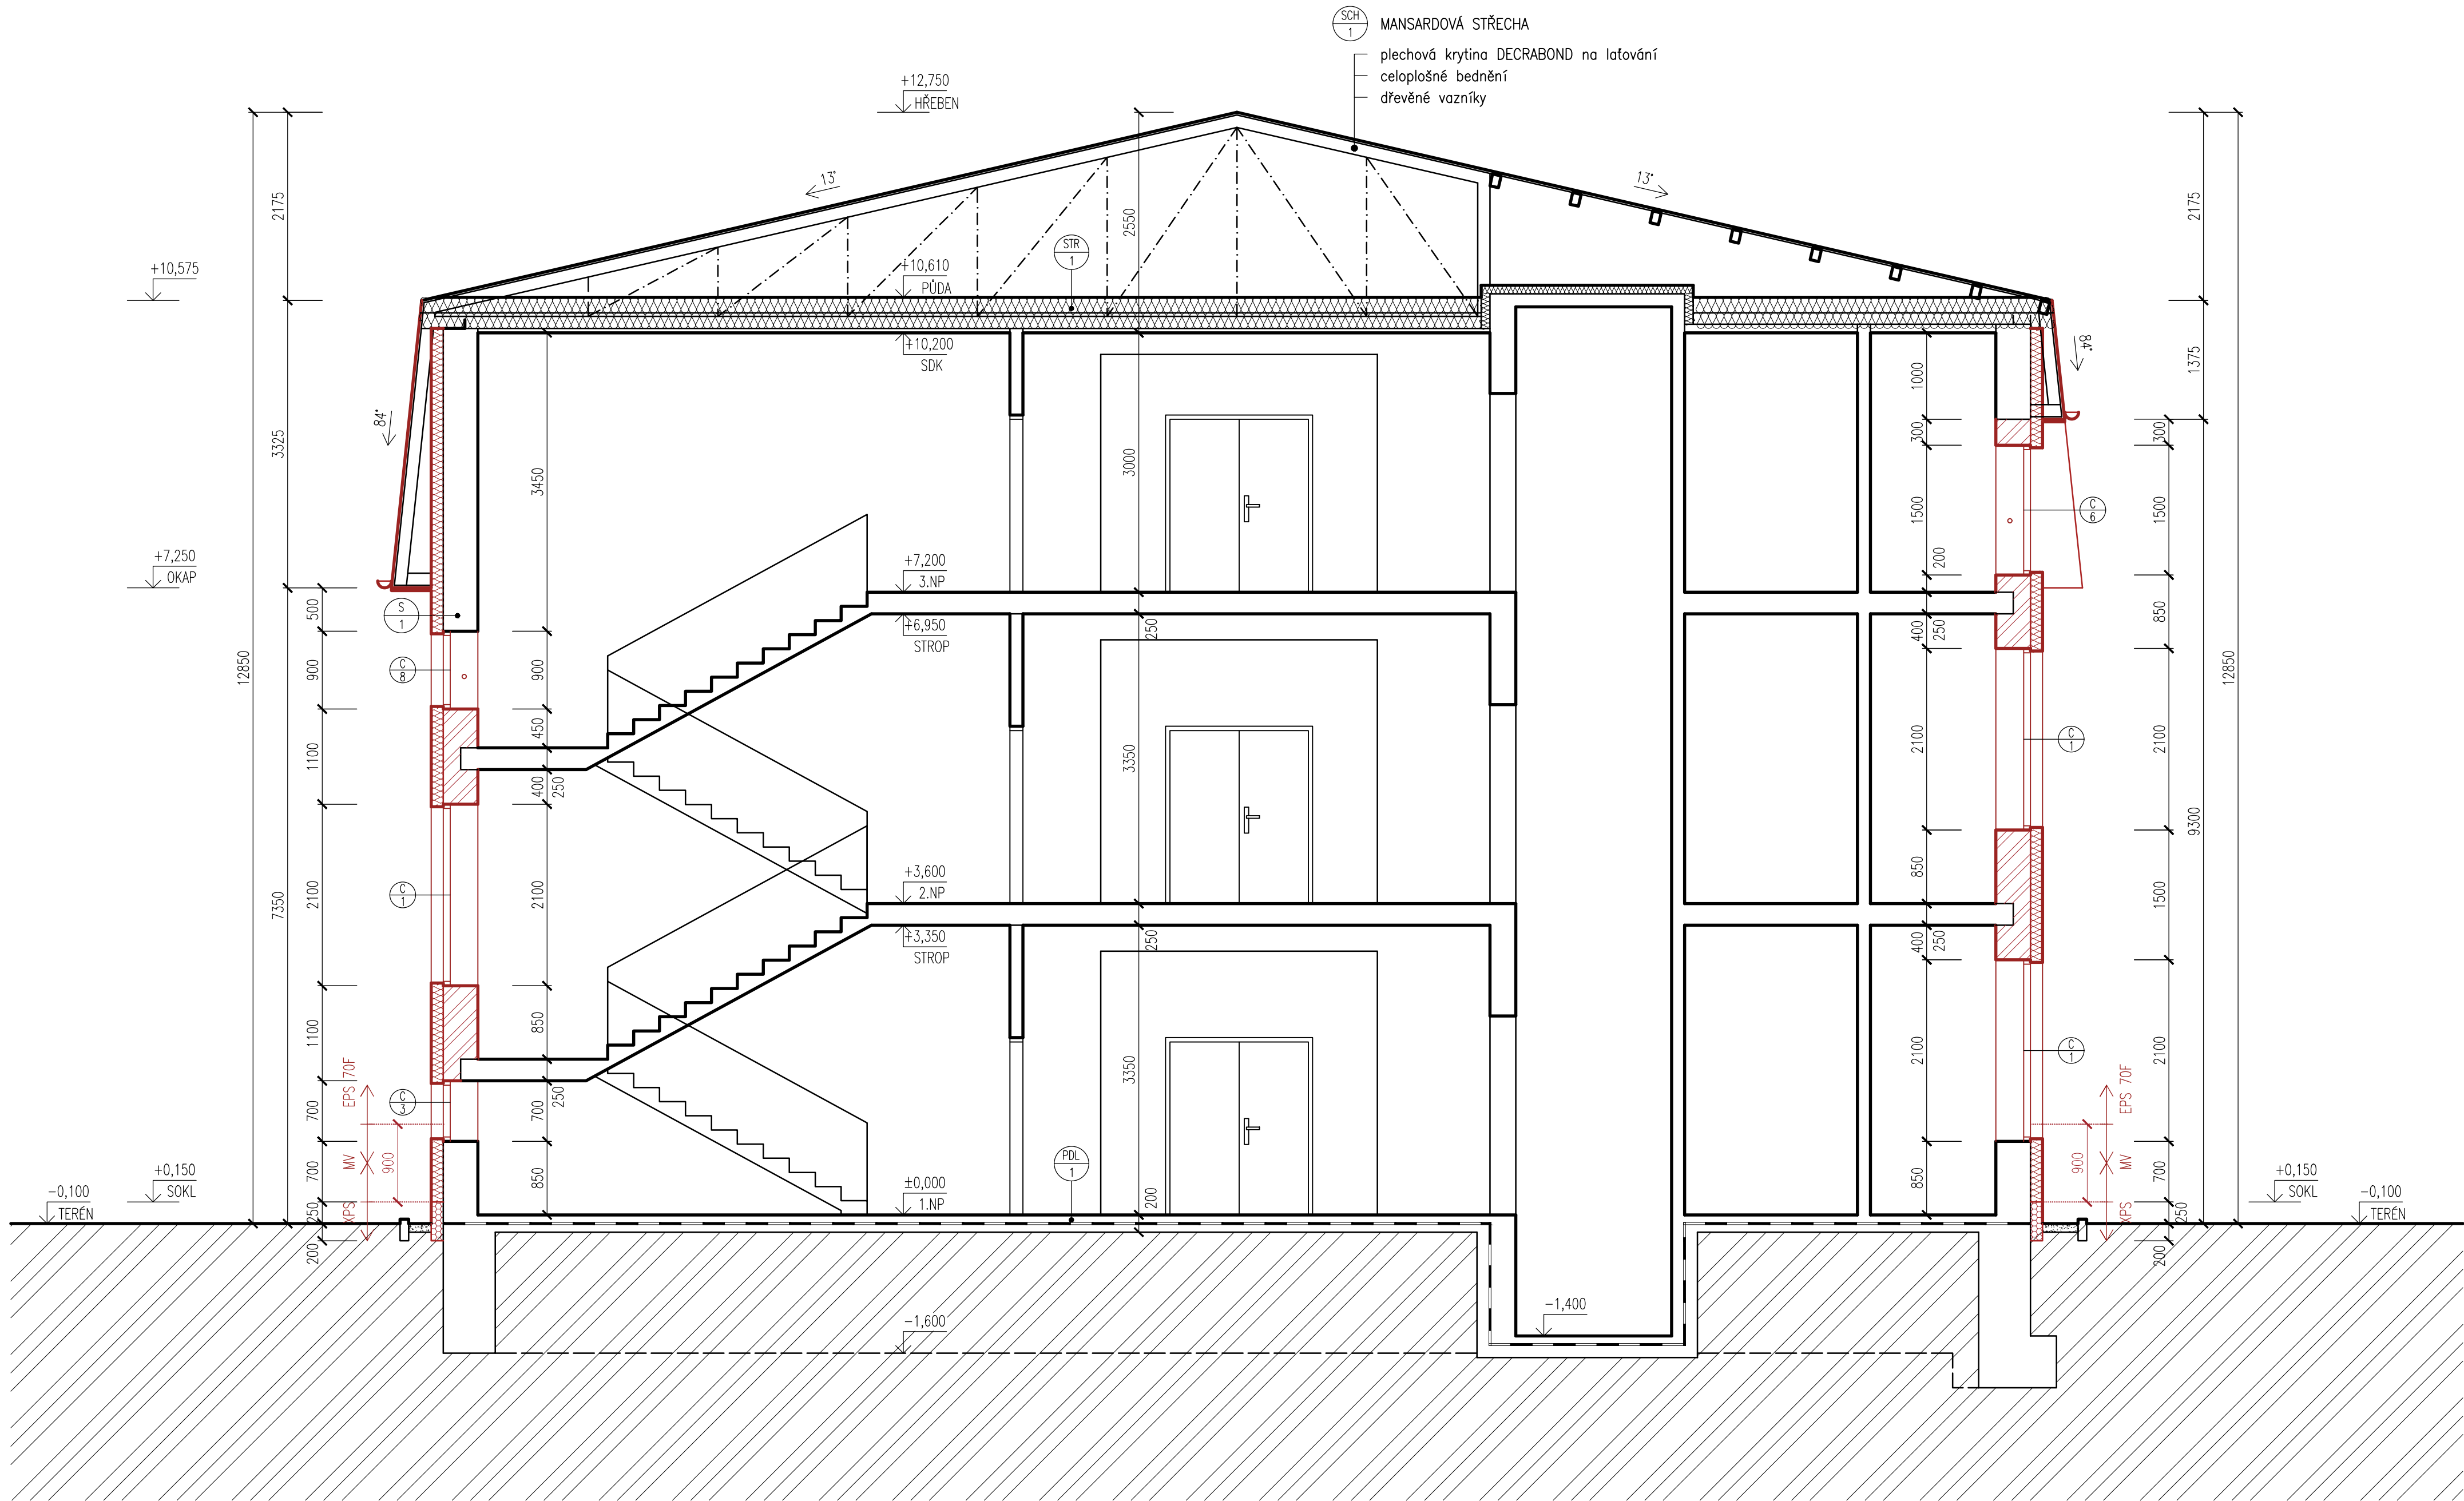 SCH
1
MANSARDOVÁ STŘECHA
plechová krytina DECRABOND na laťování
celoplošné bednění
dřevěné vazníky
+12,750
HŘEBEN
2175
13°
2550
13°
2175
STR
1
+10,575
+10,610
PŮDA
+10,200
SDK
84°
1375
84°
1000
3325
300
300
3450
3000
1500
1500
C
6
+7,250
OKAP
+7,200
3.NP
200
500
S
1
+6,950
STROP
250
400
250
850
12850
C
8
900
900
12850
450
1100
400
250
3350
2100
C
1
2100
9300
+3,600
2.NP
850
1500
7350
2100
C
1
2100
+3,350
STROP
250
400
250
1100
850
EPS 70F
C
3
700
250
700
3350
2100
C
1
EPS 70F
2100
MV
900
PDL
1
900
MV
-0,100
TERÉN
+0,150
SOKL
700
850
±0,000
1.NP
200
850
700
+0,150
SOKL
-0,100
TERÉN
250
XPS
XPS
250
200
200
-1,600
-1,400